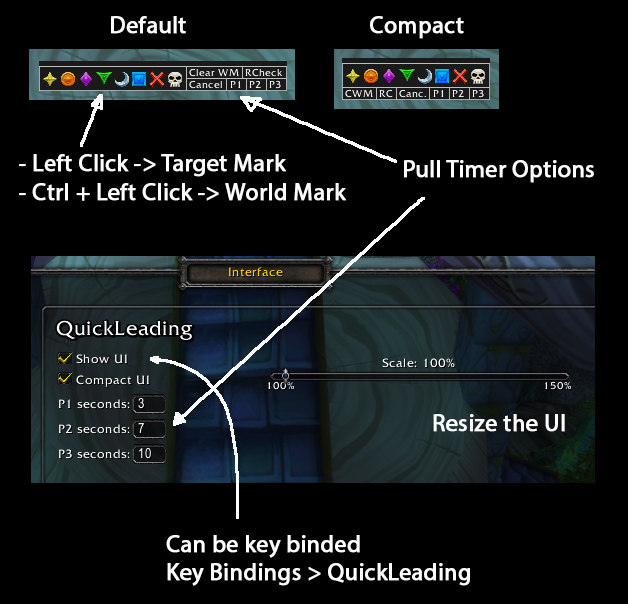 Default
Compact
Clear WM RCheck
Cancel P1 P2 P3
CWM RC Canc. P1 P2 P3
- Left Click -> Target Mark
- Ctrl + Left Click -> World Mark
Pull Timer Options
Interface
QuickLeading
Show UI
Compact UI
P1 seconds: 3
P2 seconds: 7
P3 seconds: 10
Scale: 100%
100% 150%
Resize the UI
Can be key binded
Key Bindings > QuickLeading